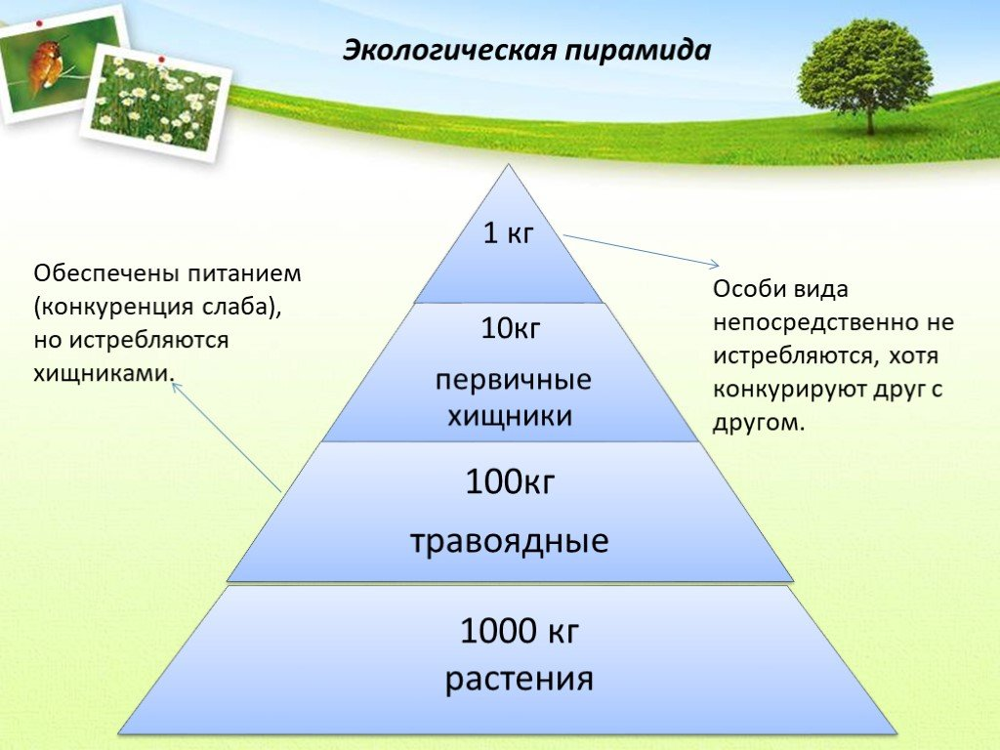 Экологическая пирамида
1 кг
Обеспечены питанием
(конкуренция слаба),
но истребляются
хищниками.
Особи вида
непосредственно не
истребляются, хотя
конкурируют друг с
другом.
10кг
первичные
хищники
100кг
травоядные
1000 кг
растения